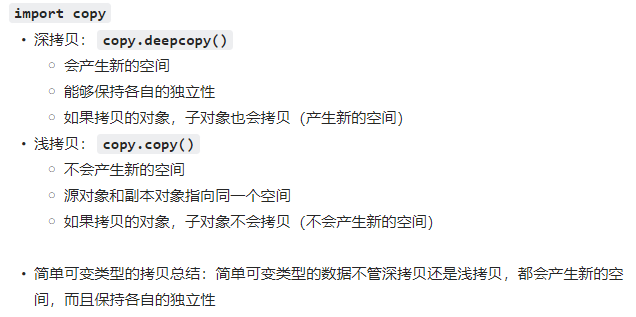 import copy
深拷贝： copy.deepcopy()
会产生新的空间
能够保持各自的独立性
如果拷贝的对象，子对象也会拷贝（产生新的空间）
浅拷贝： copy.copy()
不会产生新的空间
源对象和副本对象指向同一个空间
如果拷贝的对象，子对象不会拷贝（不会产生新的空间）
简单可变类型的拷贝总结：简单可变类型的数据不管深拷贝还是浅拷贝，都会产生新的空
间，而且保持各自的独立性